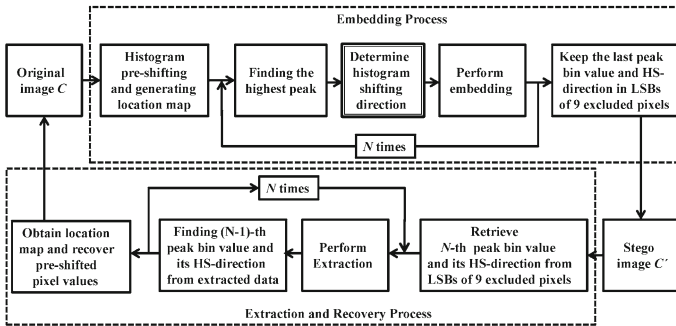 Embedding Process
Original
image C
Histogram
pre-shifting
and generating
location map
Finding the
highest peak
Determine
histogram
shifting
direction
Perform
embedding
Keep the last peak
bin value and HS-
direction in LSBs
of 9 excluded pixels
N times
N times
Obtain location
map and recover
pre-shifted
pixel values
Finding (N-1)-th
peak bin value and
its HS-direction
from extracted data
Perform
Extraction
Retrieve
N-th peak bin value
and its HS-direction from
LSBs of 9 excluded pixels
Stego
image C′
Extraction and Recovery Process